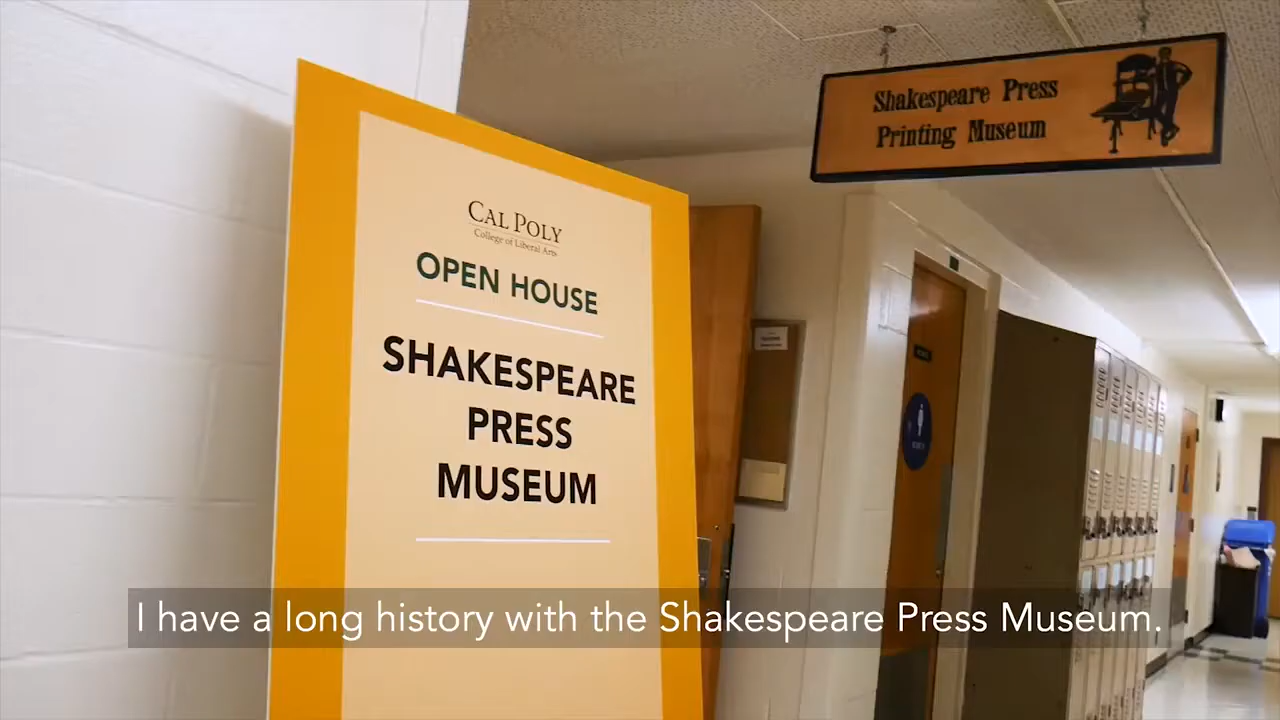 CAL POLY
College of Liberal Arts
OPEN HOUSE
SHAKESPEARE
PRESS
MUSEUM
Shakespeare Press
Printing Museum
I have a long history with the Shakespeare Press Museum.